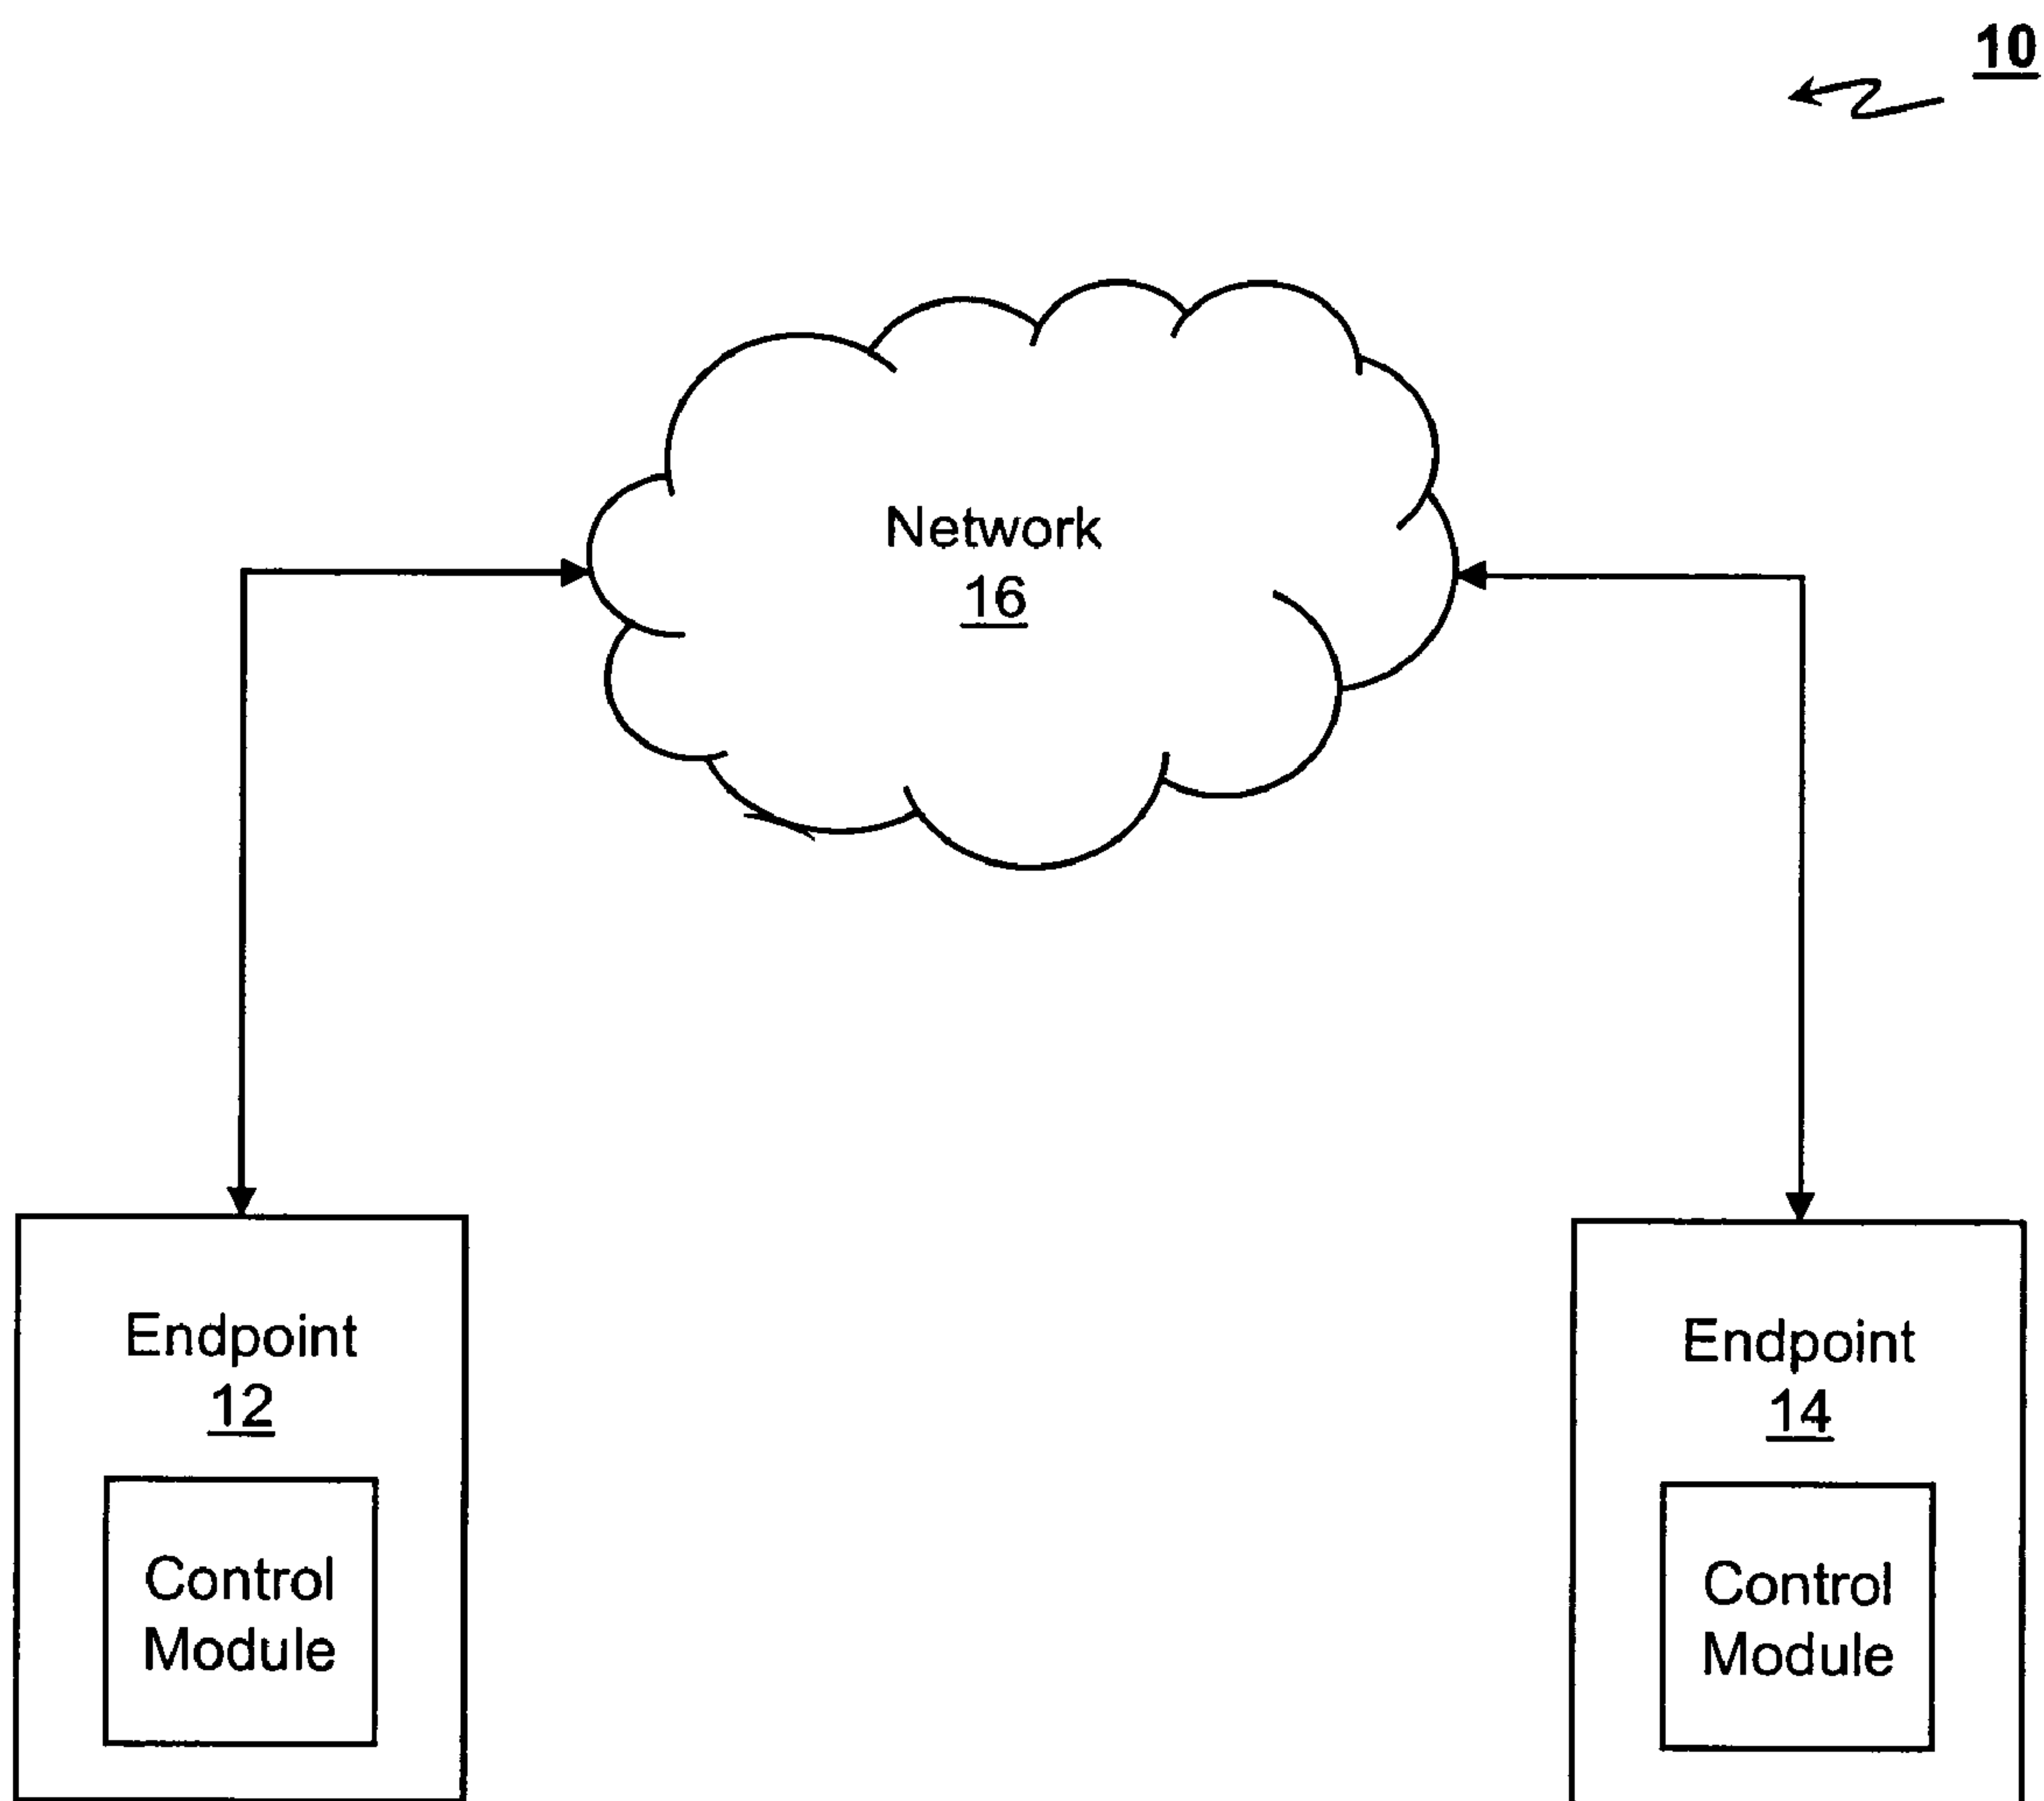 10
Network
16
Endpoint
12
Control
Module
Endpoint
14
Control
Module